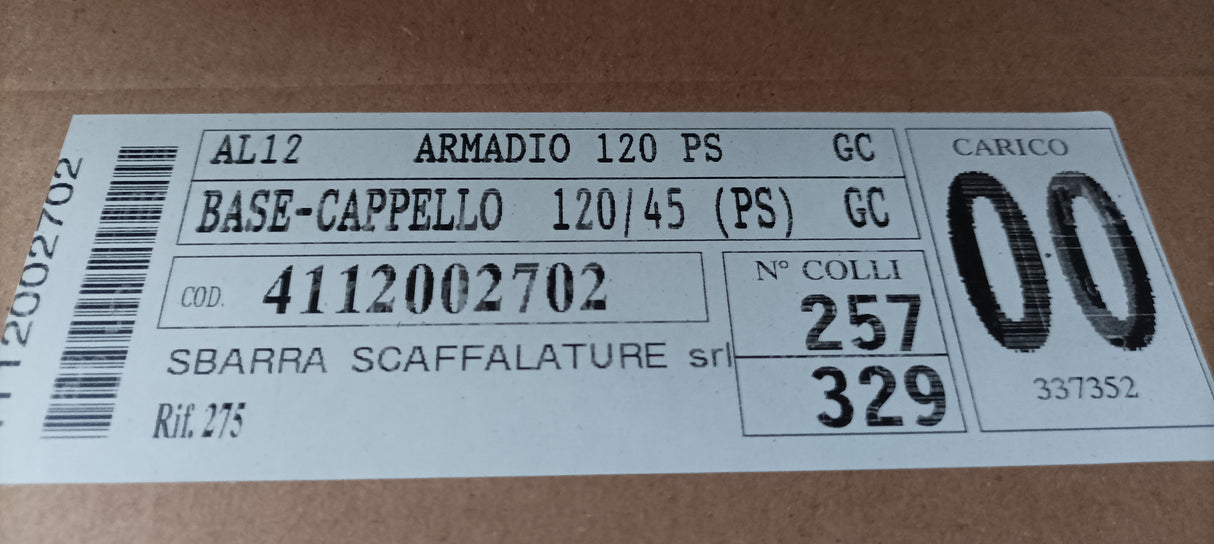 AL12 ARMADIO 120 PS GC
BASE-CAPPELLO 120/45 (PS) GC
COD. 4112002702
SBARRA SCAFFALATURE srl
Rif. 275
N° COLLI
257
329
CARICO
00
337352
4112002702